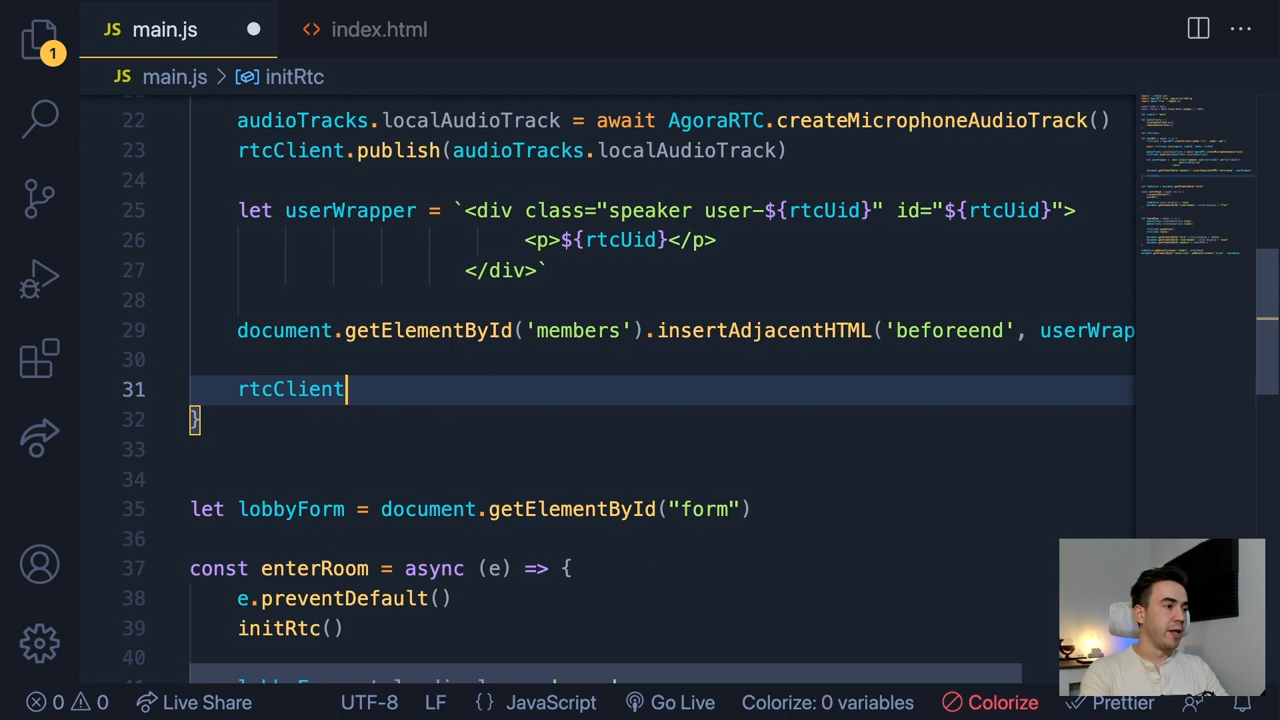 JS main.js
<> index.html
1
JS main.js > initRtc
22 audioTracks.localAudioTrack = await AgoraRTC.createMicrophoneAudioTrack()
23 rtcClient.publish(audioTracks.localAudioTrack)
24
25 let userWrapper = `<div class="speaker user-${rtcUid}" id="${rtcUid}">
26 <p>${rtcUid}</p>
27 </div>`
28
29 document.getElementById('members').insertAdjacentHTML('beforeend', userWrap
30
31 rtcClient
32 }
33
34
35 let lobbyForm = document.getElementById("form")
36
37 const enterRoom = async (e) => {
38 e.preventDefault()
39 initRtc()
40
0 0 Live Share UTF-8 LF {} JavaScript Go Live Colorize: 0 variables Colorize Prettier